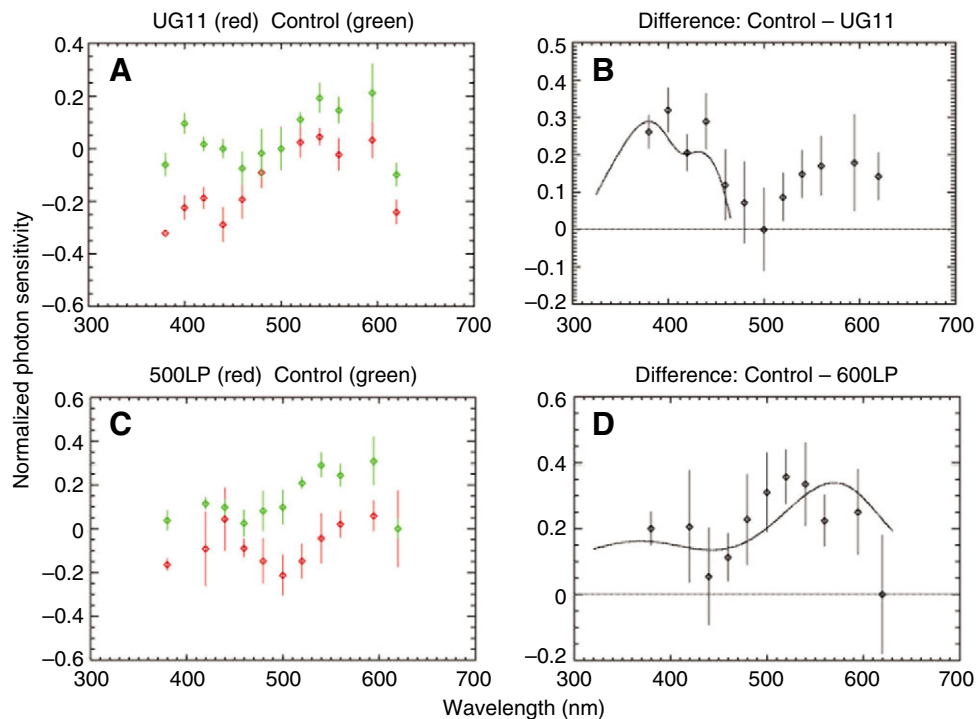 UG11 (red) Control (green)
Difference: Control – UG11
A
B
0.4
0.2
0
–0.2
–0.4
–0.6
300 400 500 600 700
0.5
0.4
0.3
0.2
0.1
0
–0.1
–0.2
300 400 500 600 700
Normalized photon sensitivity
500LP (red) Control (green)
Difference: Control – 600LP
C
D
0.6
0.4
0.2
0
–0.2
–0.4
–0.6
300 400 500 600 700
0.6
0.4
0.2
0
–0.2
300 400 500 600 700
Wavelength (nm)